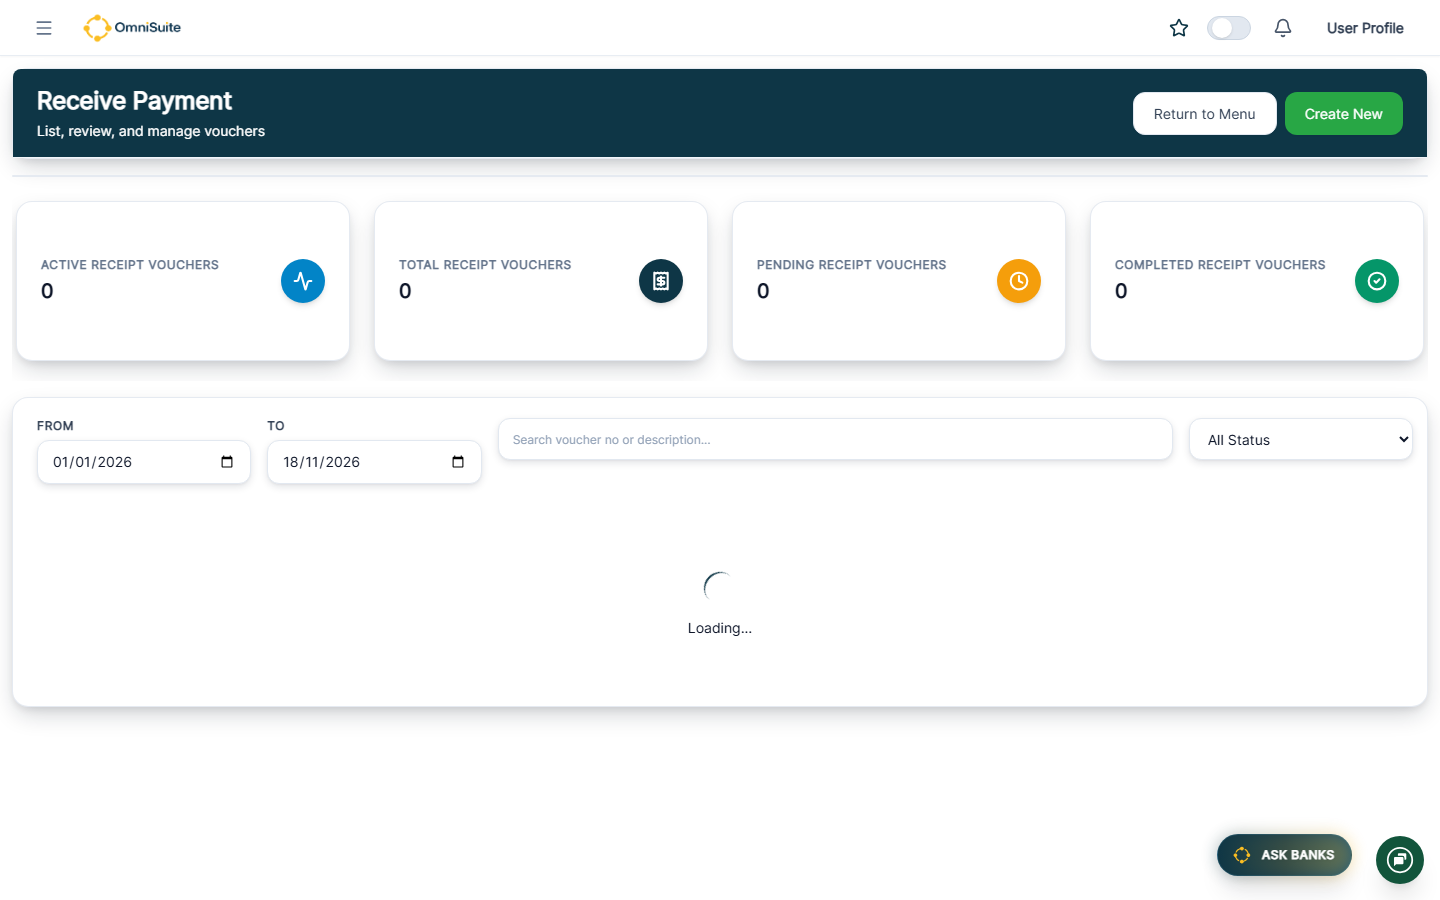 OmniSuite
User Profile
Receive Payment
List, review, and manage vouchers
Return to Menu
Create New
ACTIVE RECEIPT VOUCHERS
0
TOTAL RECEIPT VOUCHERS
0
PENDING RECEIPT VOUCHERS
0
COMPLETED RECEIPT VOUCHERS
0
FROM
01/01/2026
TO
18/11/2026
Search voucher no or description...
All Status
Loading...
ASK BANKS